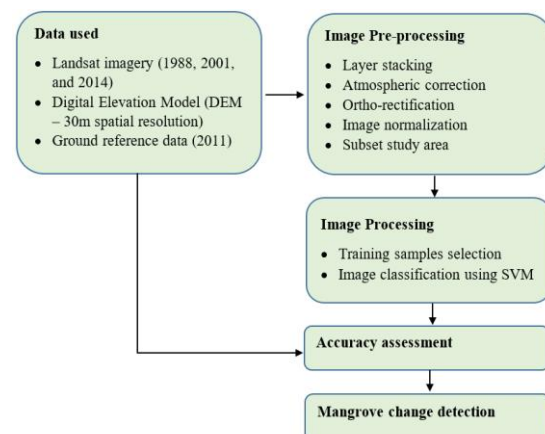 Data used
• Landsat imagery (1988, 2001,
and 2014)
• Digital Elevation Model (DEM
– 30m spatial resolution)
• Ground reference data (2011)
Image Pre-processing
• Layer stacking
• Atmospheric correction
• Ortho-rectification
• Image normalization
• Subset study area
Image Processing
• Training samples selection
• Image classification using SVM
Accuracy assessment
Mangrove change detection